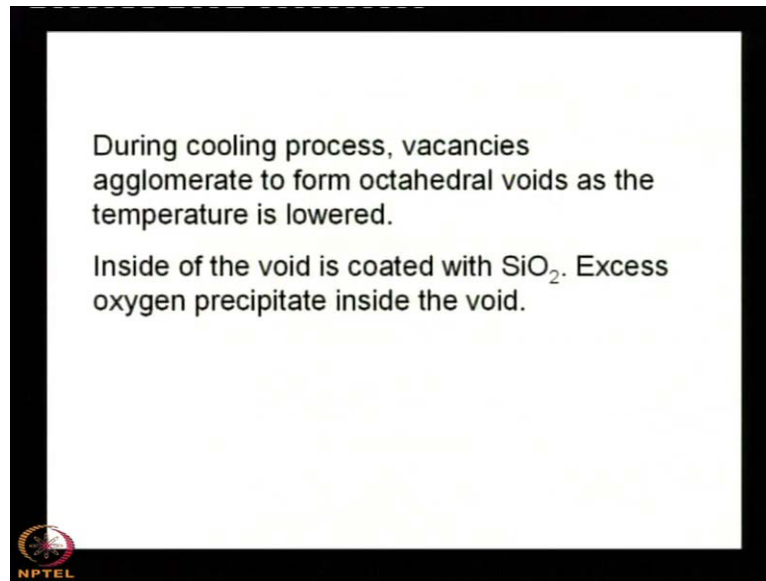 During cooling process, vacancies
agglomerate to form octahedral voids as the
temperature is lowered.
Inside of the void is coated with SiO₂. Excess
oxygen precipitate inside the void.
NPTEL